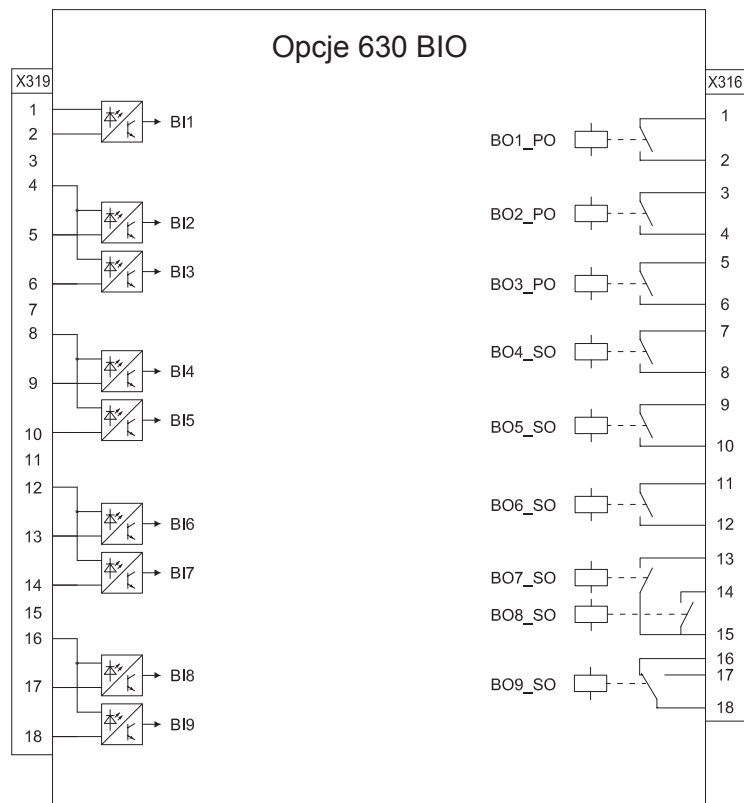 Opcje 630 BIO
X319
X316
1
BI1
2
3
4
5
BI2
BI3
6
7
8
9
BI4
10
BI5
11
12
13
BI6
14
BI7
15
16
17
BI8
18
BI9
1
BO1_PO
2
3
BO2_PO
4
5
BO3_PO
6
7
BO4_SO
8
9
BO5_SO
10
11
BO6_SO
12
13
BO7_SO
14
BO8_SO
15
16
17
BO9_SO
18